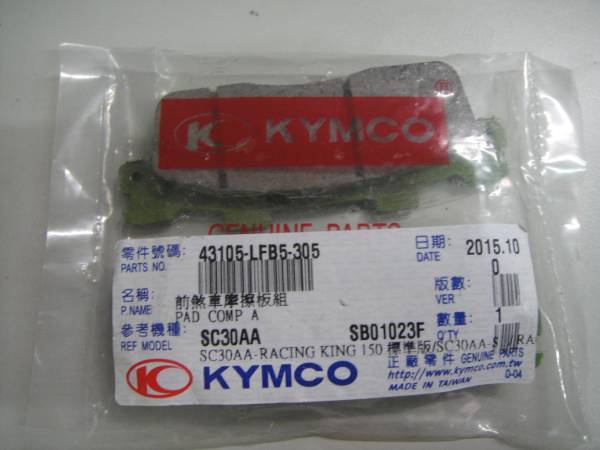 ® KYMCO
GENUINE PARTS
零件號碼: 43105-LFB5-305 日期: 2015.10
PARTS NO. DATE
版數: 0
VER
名稱: 前煞車摩擦板組
P.NAME PAD COMP A
數量: 1
Q'TY
參考機種: SC30AA SB01023F
REF MODEL
SC30AA-RACING KING 150 標準版/SC30AA-
KYMCO 正廠零件 GENUINE PARTS
http://www.kymco.com.tw
MADE IN TAIWAN 0-04